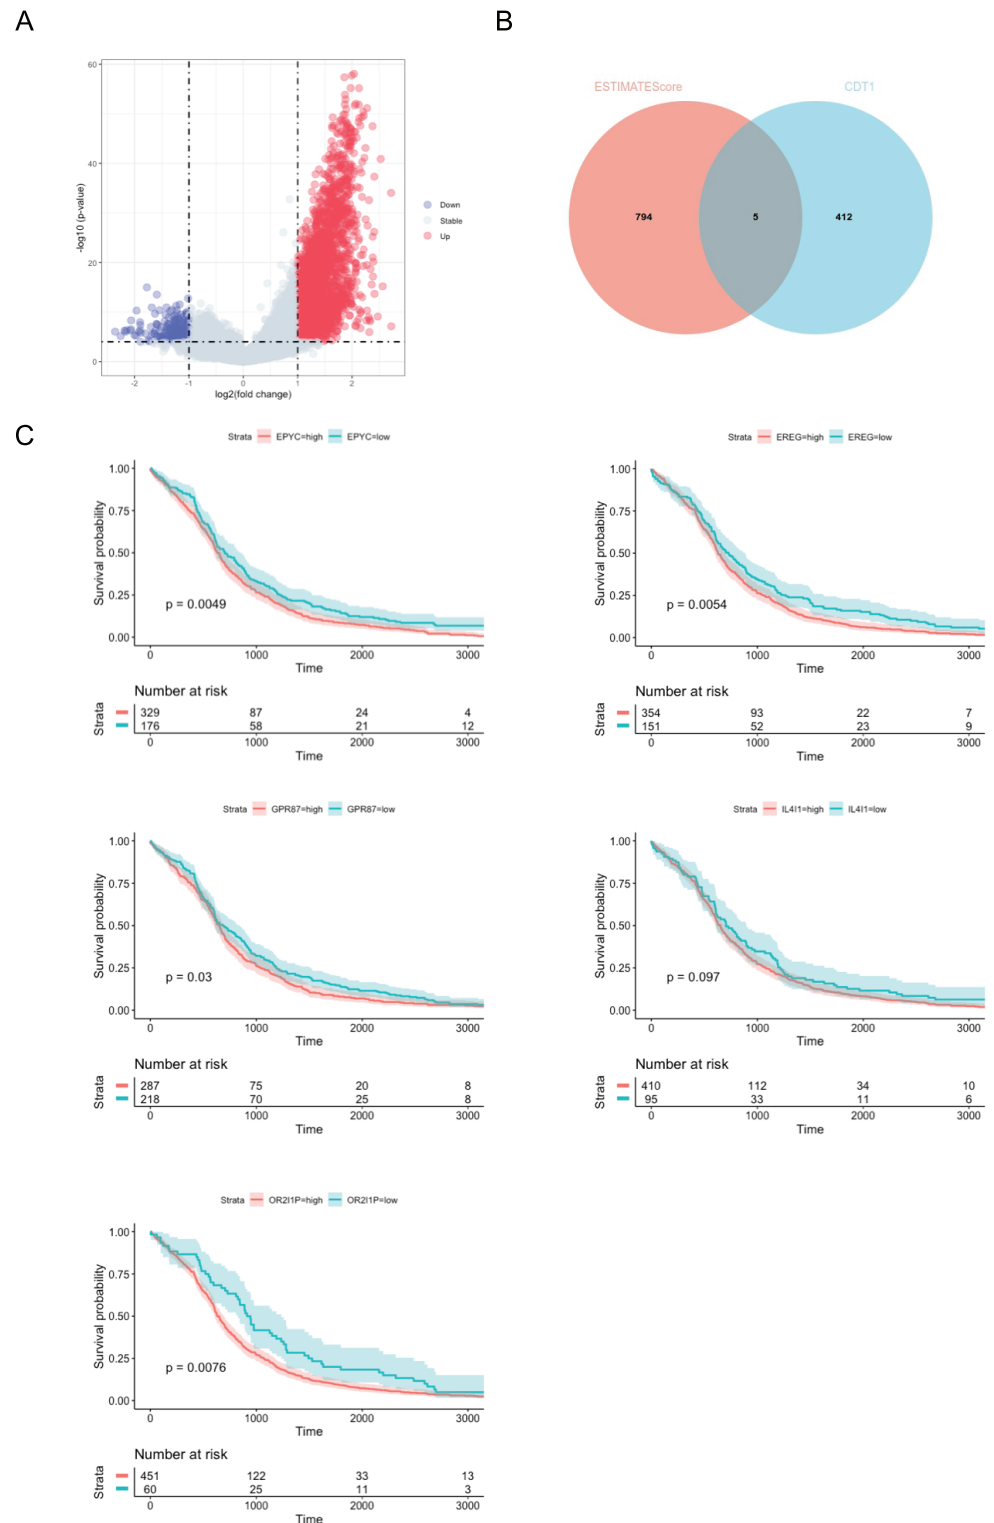 A
B
60
40
20
0
-log10 (p-value)
-2
-1
0
1
2
log2(fold change)
Down
Stable
Up
ESTIMATEScore
CDT1
794
5
412
C
Strata EPYC=high EPYC=low
1.00
0.75
0.50
0.25
0.00
Survival probability
p = 0.0049
0 1000 2000 3000
Time
Number at risk
Strata
329 87 24 4
176 58 21 12
0 1000 2000 3000
Time
Strata EREG=high EREG=low
1.00
0.75
0.50
0.25
0.00
Survival probability
p = 0.0054
0 1000 2000 3000
Time
Number at risk
Strata
354 93 22 7
151 52 23 9
0 1000 2000 3000
Time
Strata GPR87=high GPR87=low
1.00
0.75
0.50
0.25
0.00
Survival probability
p = 0.03
0 1000 2000 3000
Time
Number at risk
Strata
287 75 20 8
218 70 25 8
0 1000 2000 3000
Time
Strata IL4I1=high IL4I1=low
1.00
0.75
0.50
0.25
0.00
Survival probability
p = 0.097
0 1000 2000 3000
Time
Number at risk
Strata
410 112 34 10
95 33 11 6
0 1000 2000 3000
Time
Strata OR2I1P=high OR2I1P=low
1.00
0.75
0.50
0.25
0.00
Survival probability
p = 0.0076
0 1000 2000 3000
Time
Number at risk
Strata
451 122 33 13
60 25 11 3
0 1000 2000 3000
Time